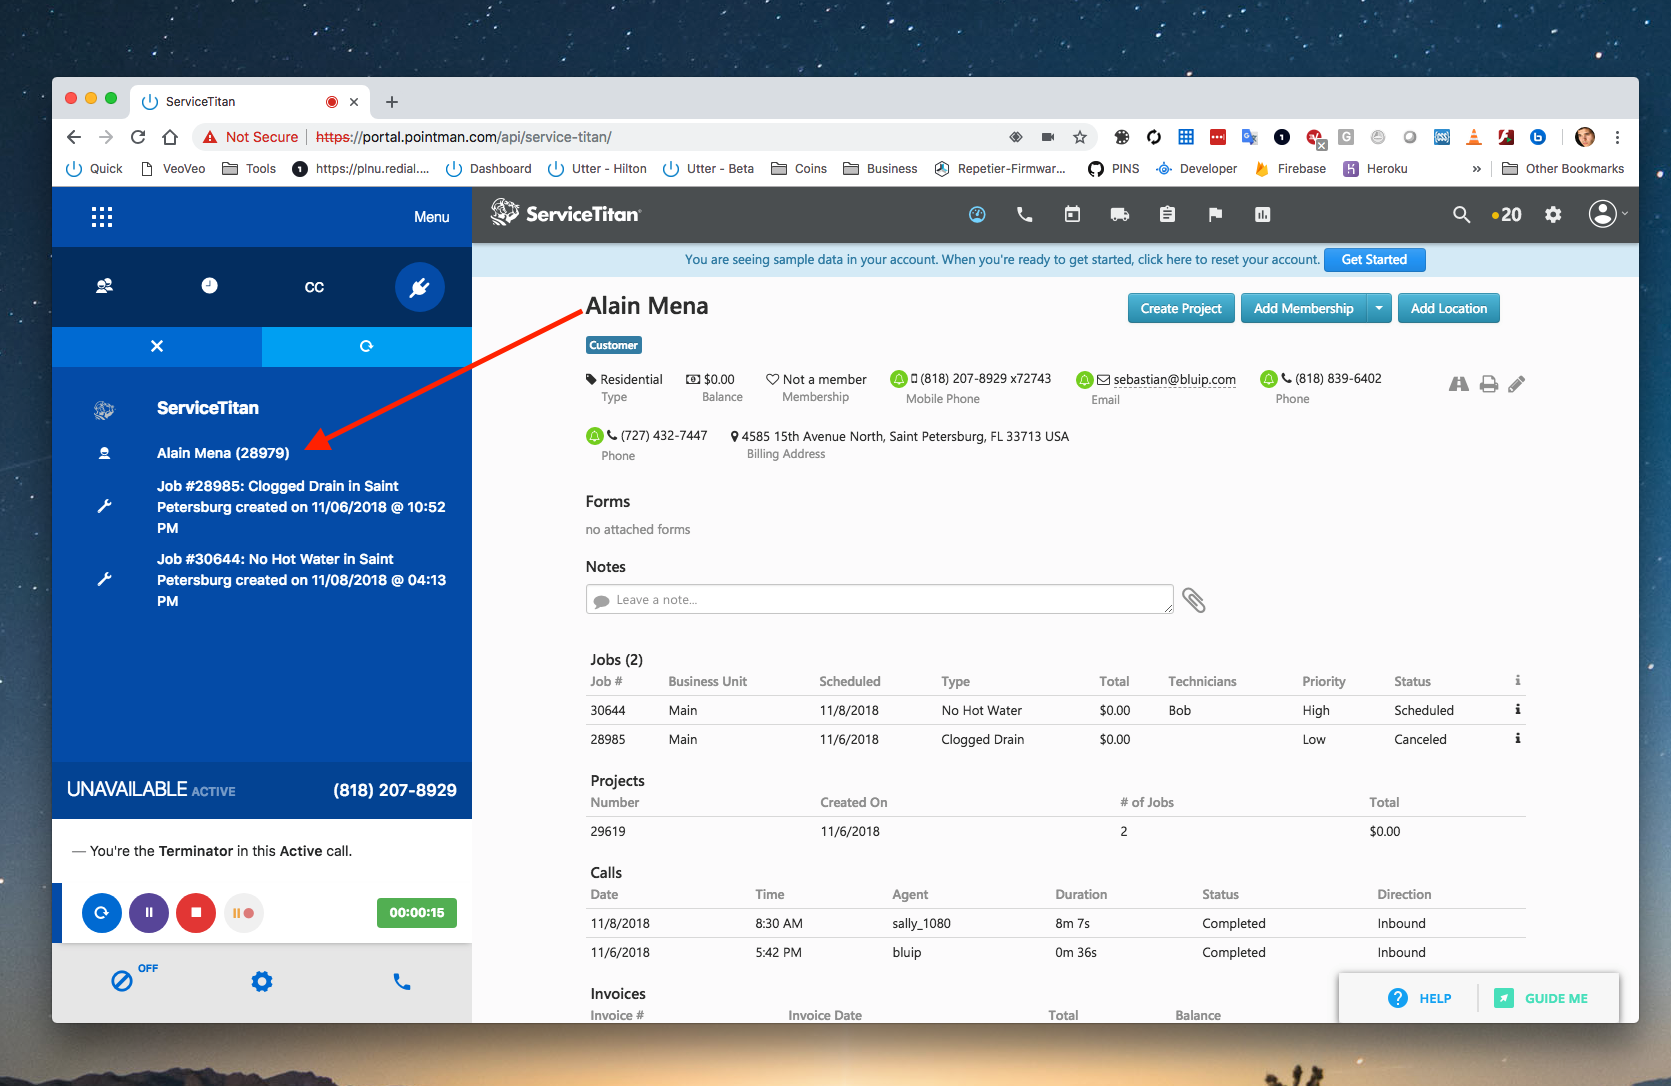 ServiceTitan
Not Secure
https://portal.pointman.com/api/service-titan/
Quick
VeoVeo
Tools
https://plnu.redial....
Dashboard
Utter - Hilton
Utter - Beta
Coins
Business
Repetier-Firmwar...
PINS
Developer
Firebase
Heroku
»
Other Bookmarks
Menu
CC
ServiceTitan
Alain Mena (28979)
Job #28985: Clogged Drain in Saint
Petersburg created on 11/06/2018 @ 10:52
PM
Job #30644: No Hot Water in Saint
Petersburg created on 11/08/2018 @ 04:13
PM
UNAVAILABLE ACTIVE (818) 207-8929
— You're the Terminator in this Active call.
00:00:15
OFF
ServiceTitan
20
You are seeing sample data in your account. When you're ready to get started, click here to reset your account. Get Started
Alain Mena
Create Project
Add Membership
Add Location
Customer
Residential $0.00 Not a member (818) 207-8929 x72743 sebastian@bluip.com (818) 839-6402
Type Balance Membership Mobile Phone Email Phone
(727) 432-7447 4585 15th Avenue North, Saint Petersburg, FL 33713 USA
Phone Billing Address
Forms
no attached forms
Notes
Leave a note...
Jobs (2)
Job # Business Unit Scheduled Type Total Technicians Priority Status
30644 Main 11/8/2018 No Hot Water $0.00 Bob High Scheduled
28985 Main 11/6/2018 Clogged Drain $0.00 Low Canceled
Projects
Number Created On # of Jobs Total
29619 11/6/2018 2 $0.00
Calls
Date Time Agent Duration Status Direction
11/8/2018 8:30 AM sally_1080 8m 7s Completed Inbound
11/6/2018 5:42 PM bluip 0m 36s Completed Inbound
Invoices
Invoice # Invoice Date Total Balance
HELP
GUIDE ME